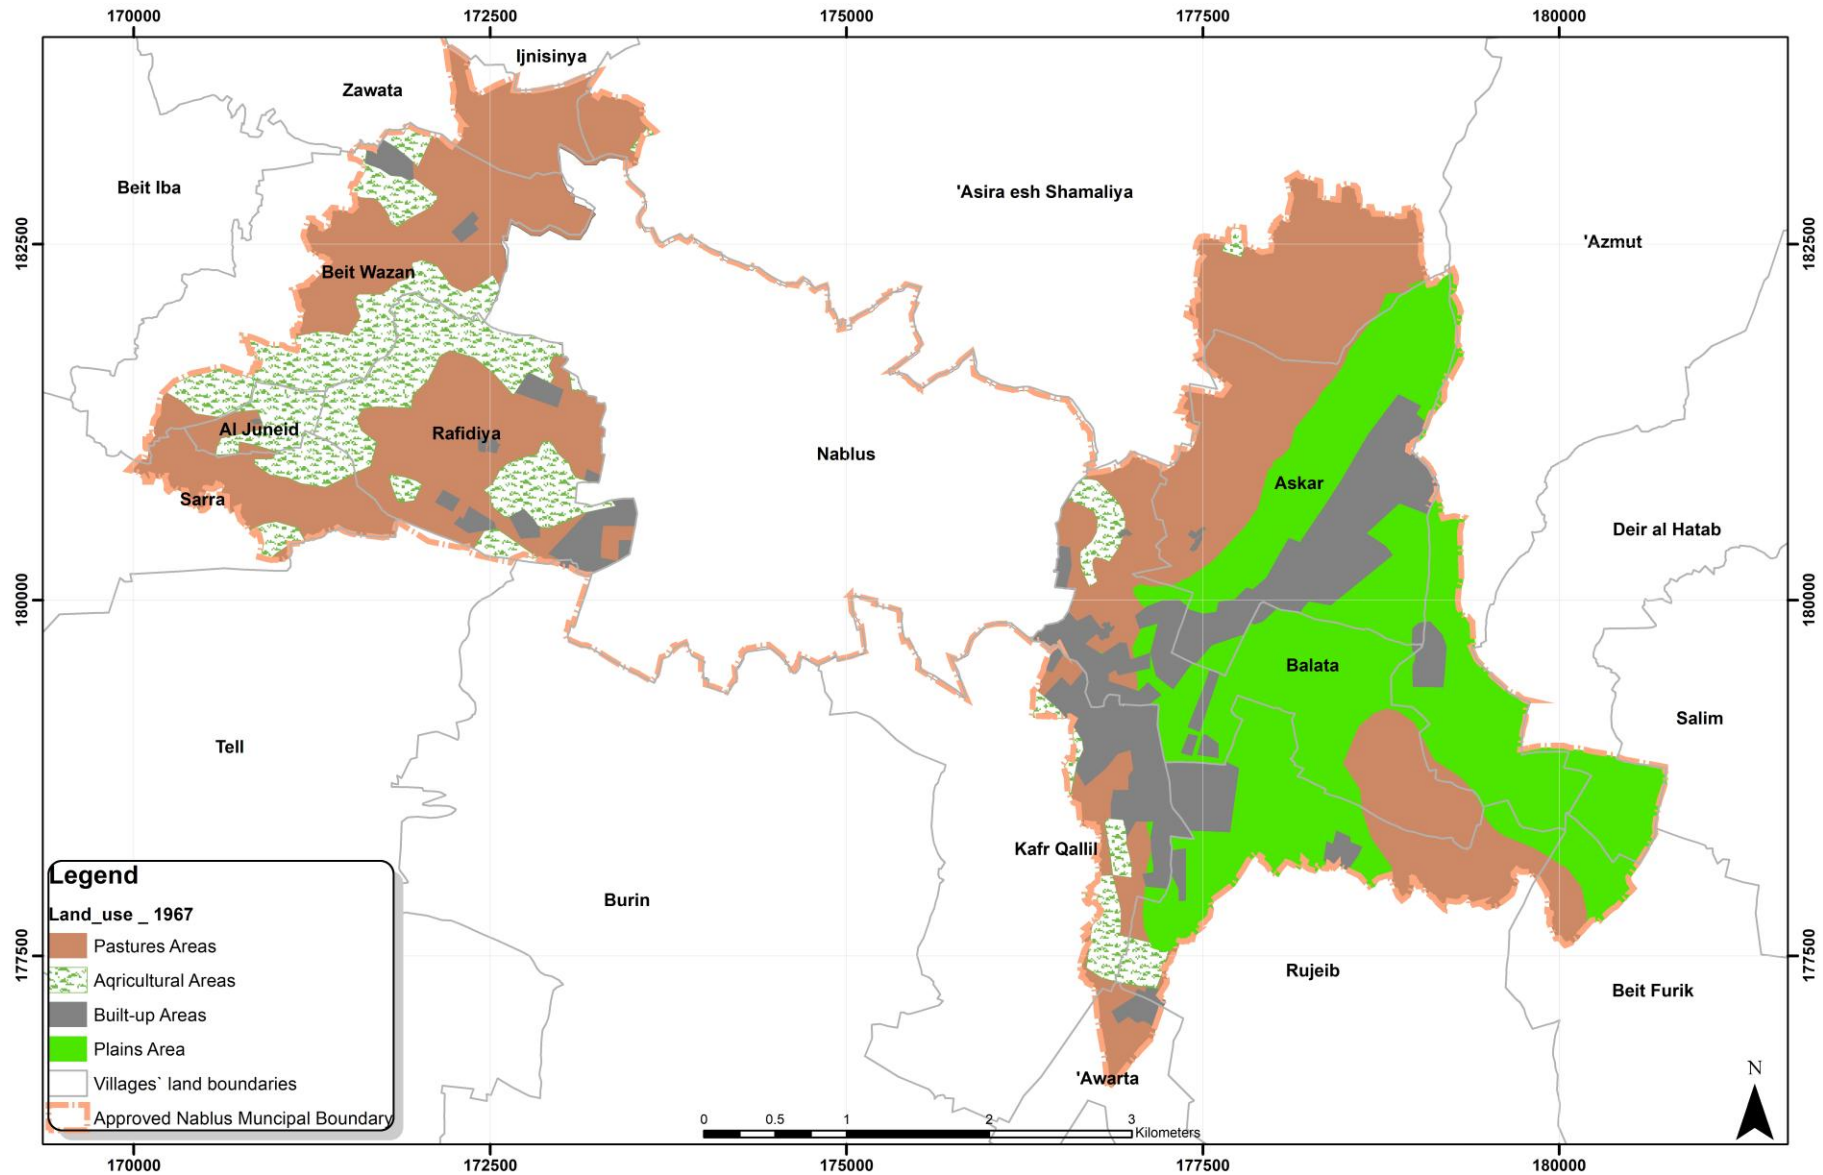 170000
172500
175000
177500
180000
Ijnisinya
Zawata
Beit Iba
'Asira esh Shamaliya
182500
'Azmut
182500
Beit Wazan
Al Juneid
Rafidiya
Nablus
Askar
Sarra
Deir al Hatab
180000
180000
Balata
Tell
Salim
Kafr Qallil
Burin
Rujeib
Beit Furik
177500
177500
'Awarta
Legend
Land_use _ 1967
Pastures Areas
Aqricultural Areas
Built-up Areas
Plains Area
Villages` land boundaries
Approved Nablus Muncipal Boundary
0 0.5 1 2 3
Kilometers
N
170000
172500
175000
177500
180000